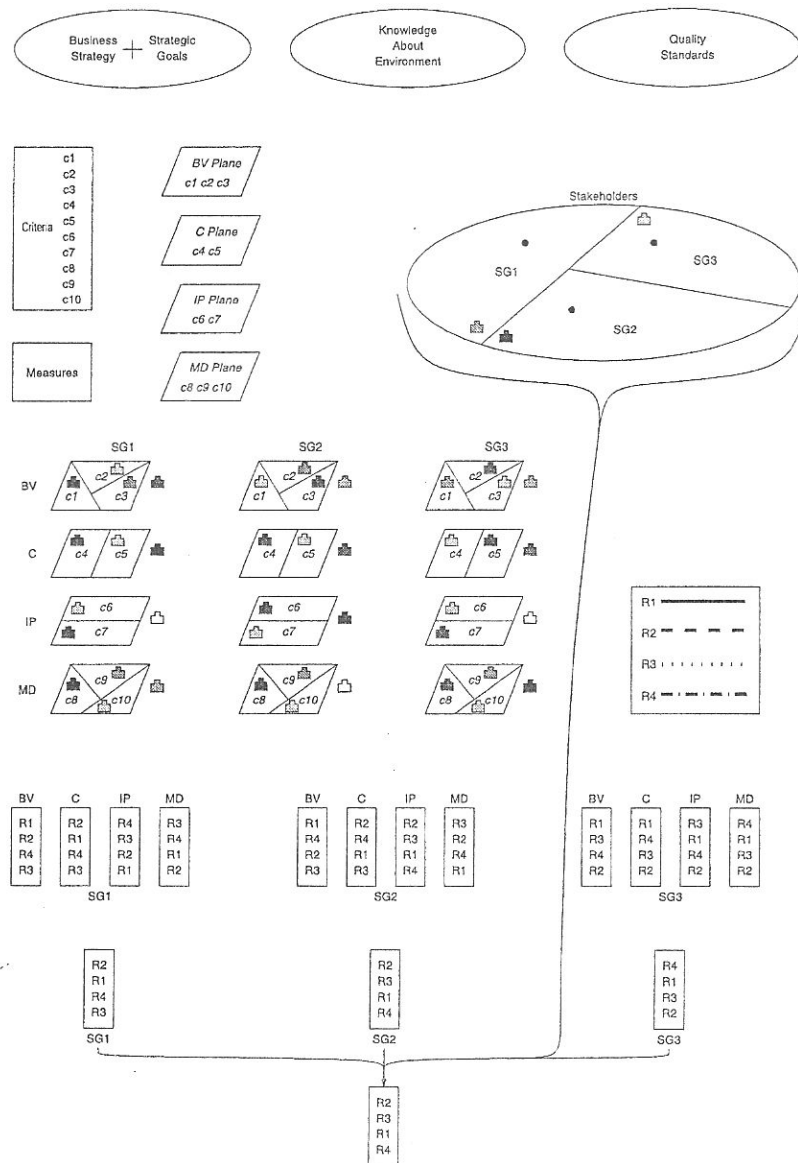 Business Strategy + Strategic Goals
Knowledge
About
Environment
Quality
Standards
Criteria
c1
c2
c3
c4
c5
c6
c7
c8
c9
c10
Measures
BV Plane
c1 c2 c3
C Plane
c4 c5
IP Plane
c6 c7
MD Plane
c8 c9 c10
Stakeholders
SG1
SG3
SG2
SG1 SG2 SG3
BV
c1 c2 c3
c1 c2 c3
c1 c2 c3
C
c4 c5
c4 c5
c4 c5
IP
c6
c7
c6
c7
c6
c7
MD
c8 c9 c10
c8 c9 c10
c8 c9 c10
R1
R2
R3
R4
BV C IP MD
R1 R2 R4 R3
R2 R1 R3 R4
R4 R4 R2 R1
R3 R3 R1 R2
SG1
BV C IP MD
R1 R2 R2 R3
R4 R4 R3 R2
R2 R1 R1 R4
R3 R3 R4 R1
SG2
BV C IP MD
R1 R1 R3 R4
R3 R4 R1 R1
R4 R3 R4 R3
R2 R2 R2 R2
SG3
R2
R1
R4
R3
SG1
R2
R3
R1
R4
SG2
R4
R1
R3
R2
SG3
R2
R3
R1
R4